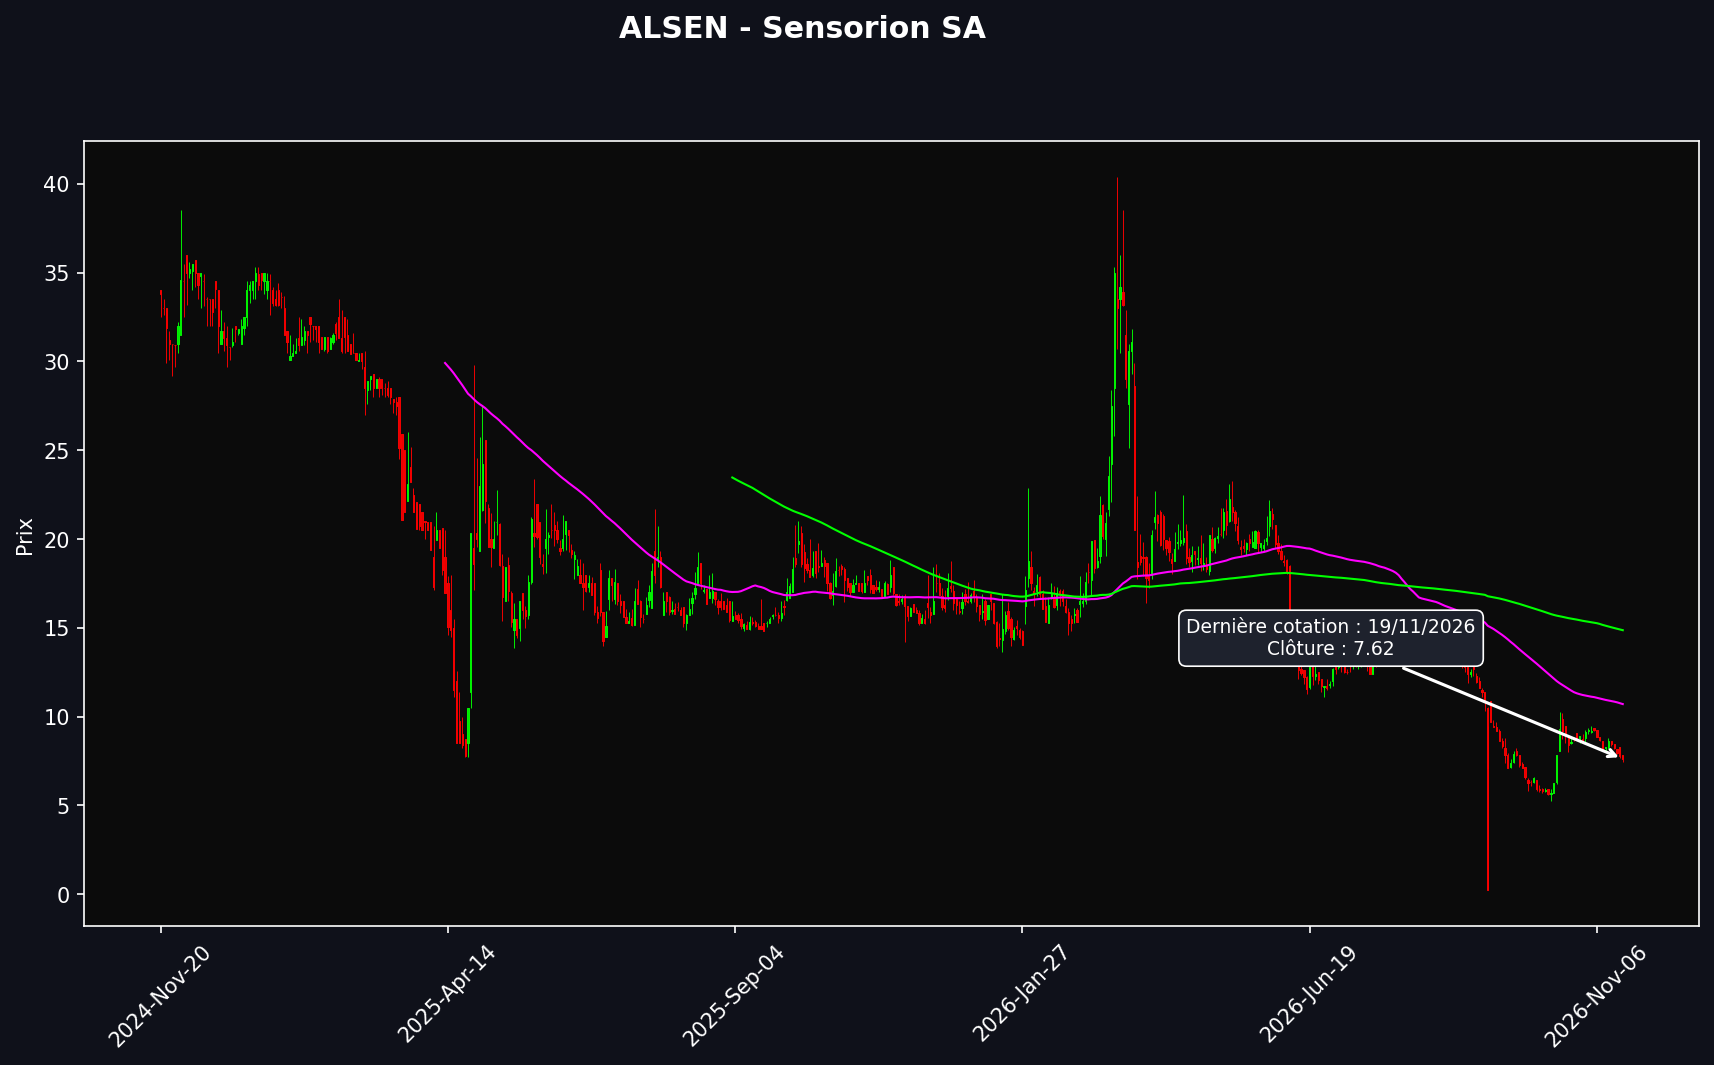 ALSEN - Sensorion SA
Prix
40
35
30
25
20
15
10
5
0
Dernière cotation : 19/11/2026
Clôture : 7.62
2024-Nov-20
2025-Apr-14
2025-Sep-04
2026-Jan-27
2026-Jun-19
2026-Nov-06